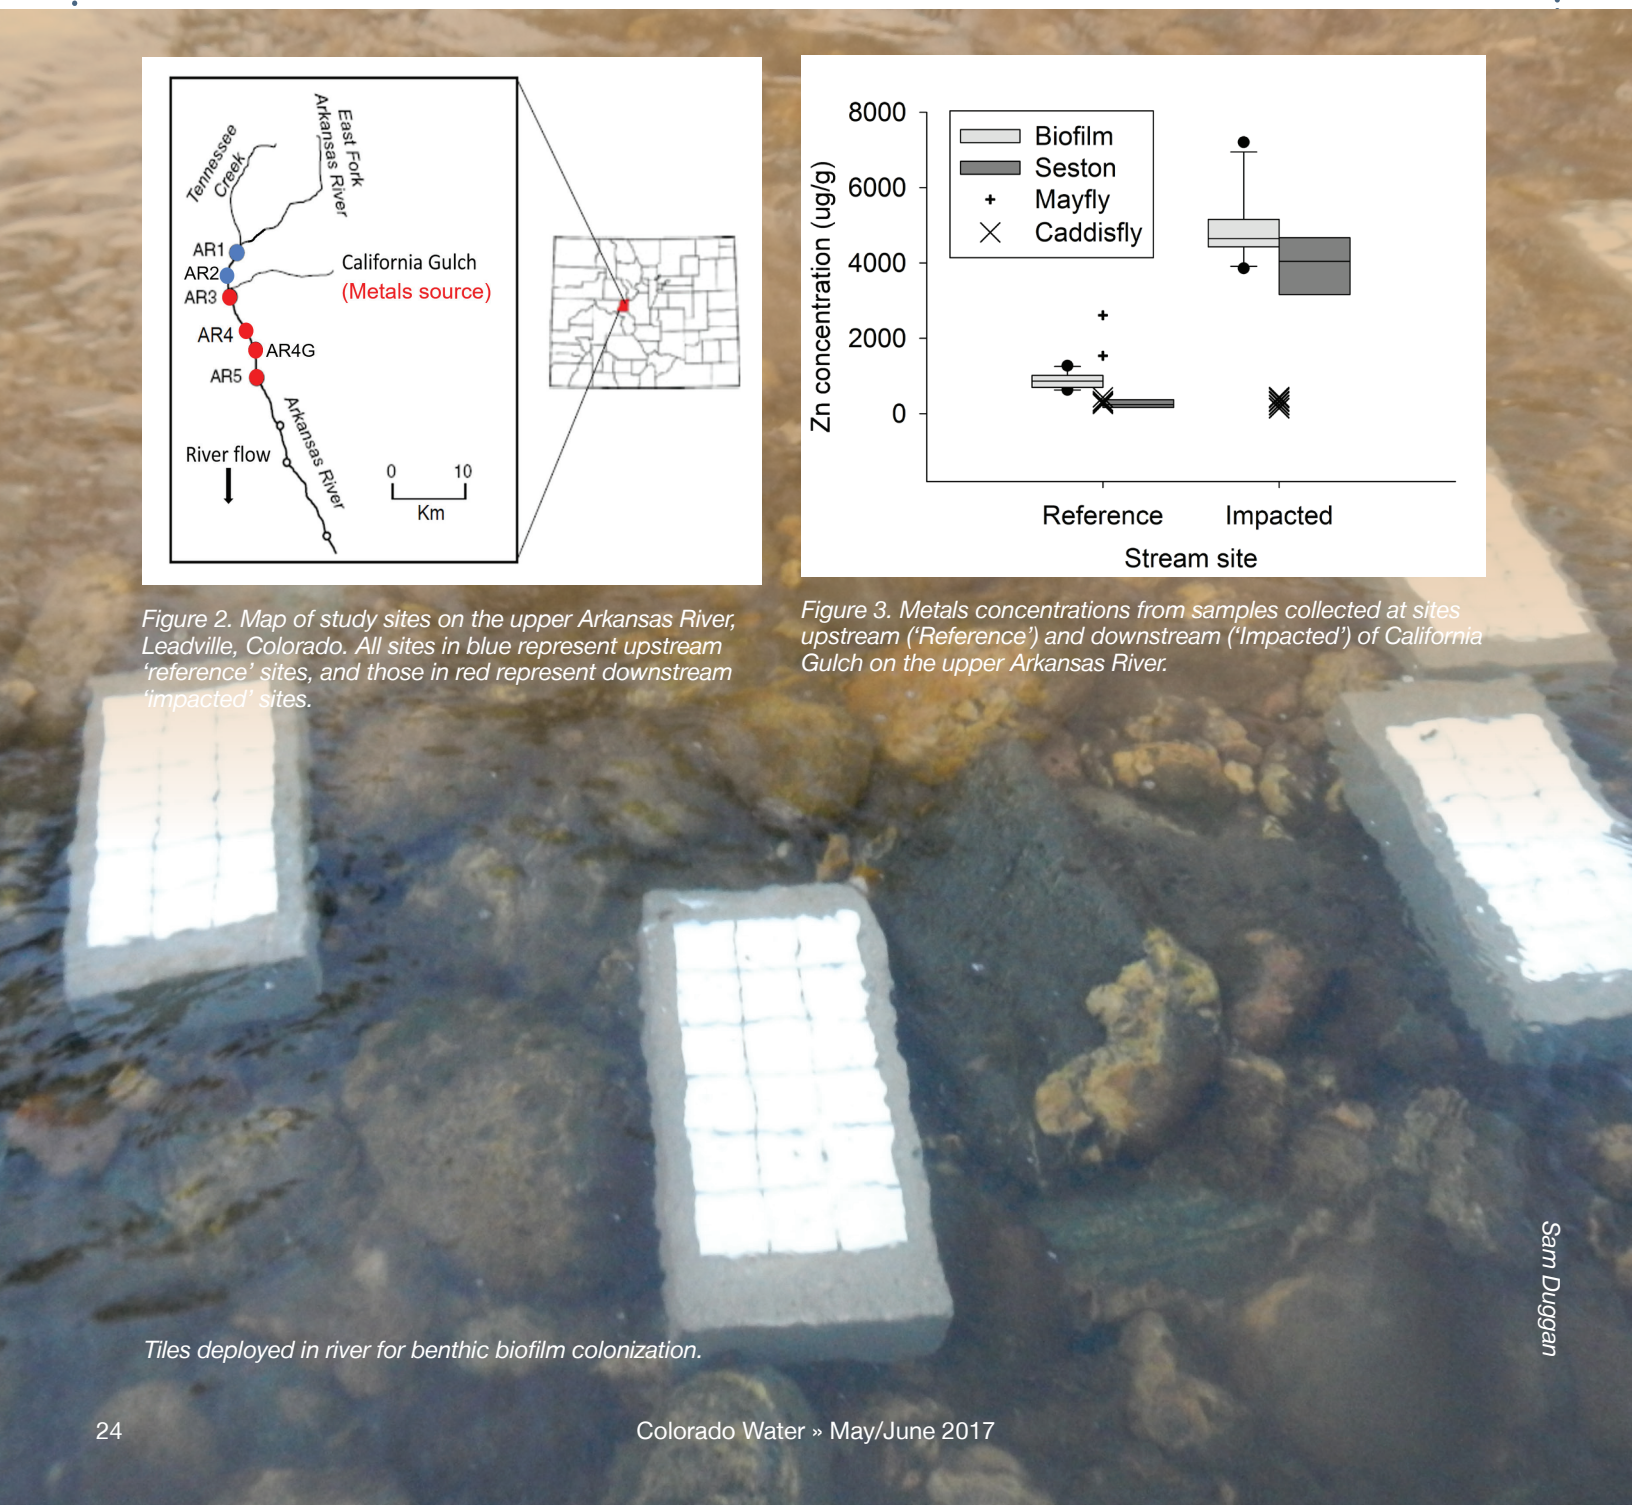 Tennessee
Creek
East Fork
Arkansas River
AR1
AR2
AR3
AR4
AR4G
AR5
California Gulch
(Metals source)
Arkansas River
River flow
0 10
Km
8000
6000
4000
2000
0
Zn concentration (ug/g)
Biofilm
Seston
Mayfly
Caddisfly
Reference Impacted
Stream site
Figure 2. Map of study sites on the upper Arkansas River,
Leadville, Colorado. All sites in blue represent upstream
‘reference’ sites, and those in red represent downstream
‘impacted’ sites.
Figure 3. Metals concentrations from samples collected at sites
upstream (‘Reference’) and downstream (‘Impacted’) of California
Gulch on the upper Arkansas River.
Sam Duggan
Tiles deployed in river for benthic biofilm colonization.
24
Colorado Water » May/June 2017